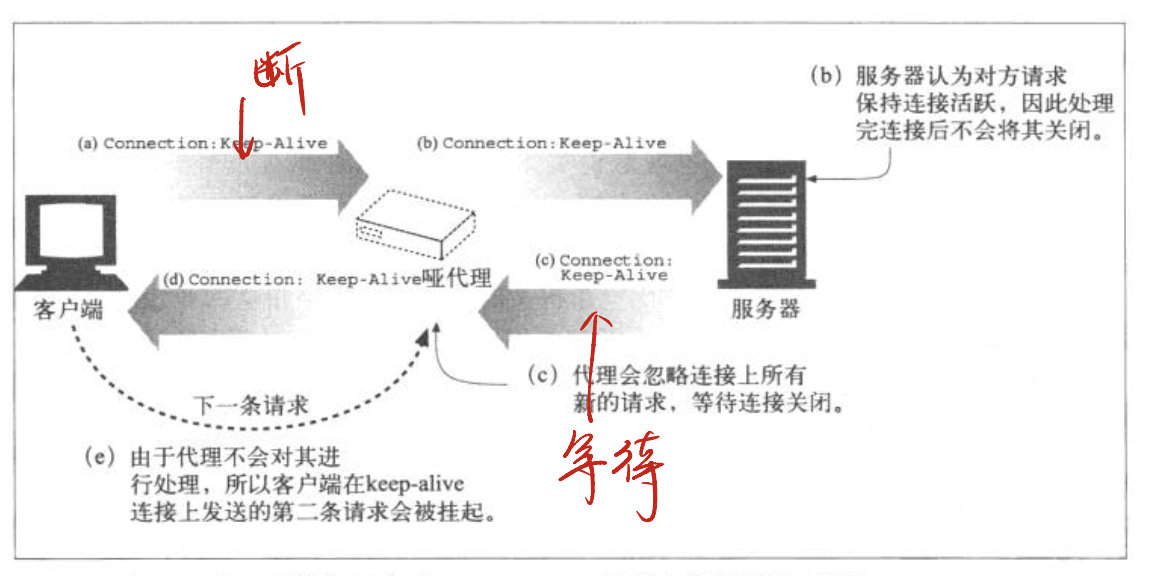 断
(b) 服务器认为对方请求
保持连接活跃，因此处理
完连接后不会将其关闭。
(a) Connection:Keep-Alive
(b) Connection:Keep-Alive
(c) Connection:
Keep-Alive
(d) Connection: Keep-Alive
哑代理
客户端
服务器
(c) 代理会忽略连接上所有
新的请求，等待连接关闭。
下一条请求
等待
(e) 由于代理不会对其进
行处理，所以客户端在keep-alive
连接上发送的第二条请求会被挂起。